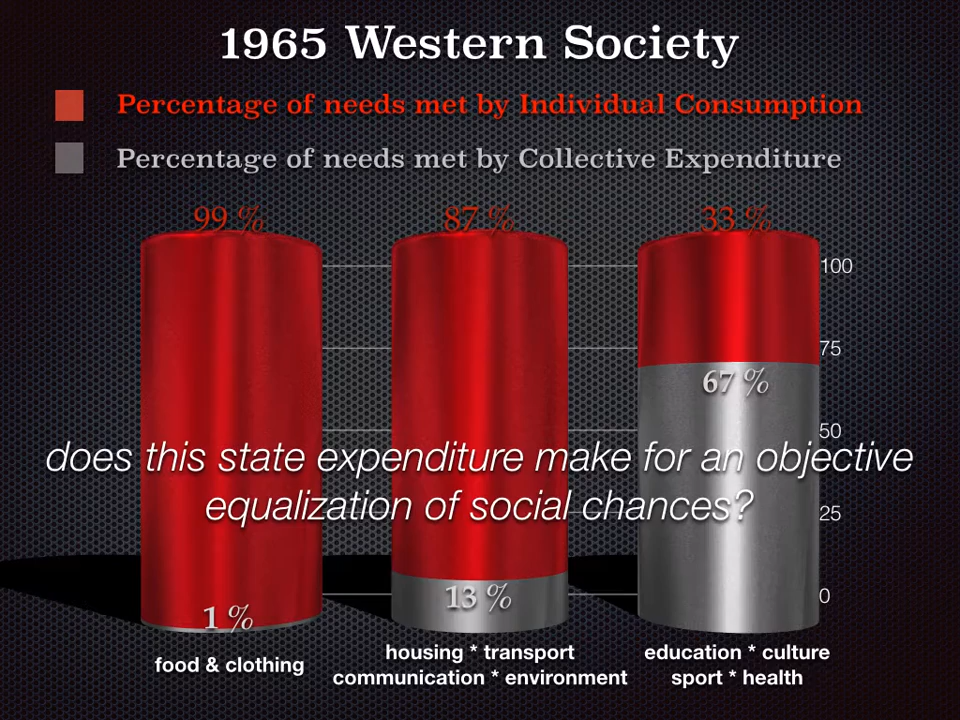 1965 Western Society
Percentage of needs met by Individual Consumption
Percentage of needs met by Collective Expenditure
99 %
87 %
33 %
100
75
67 %
50
does this state expenditure make for an objective
equalization of social chances?
25
13 %
0
1 %
food & clothing
housing * transport
communication * environment
education * culture
sport * health